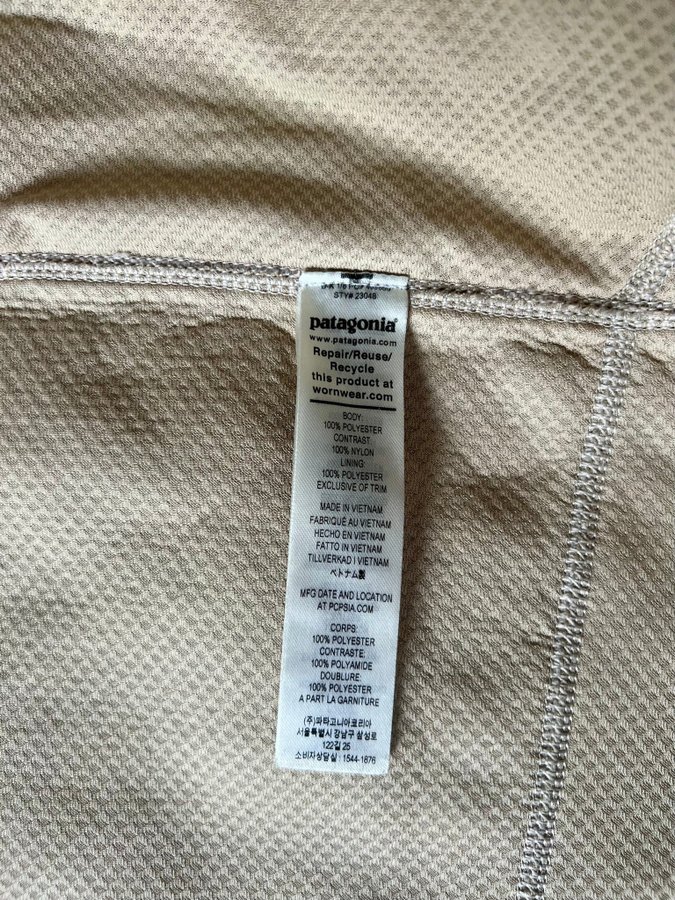 STY# 23048
patagonia®
www.patagonia.com
Repair/Reuse/
Recycle
this product at
wornwear.com
BODY:
100% POLYESTER
CONTRAST:
100% NYLON
LINING:
100% POLYESTER
EXCLUSIVE OF TRIM
MADE IN VIETNAM
FABRIQUÉ AU VIETNAM
HECHO EN VIETNAM
FATTO IN VIETNAM
TILLVERKAD I VIETNAM
ベトナム製
MFG DATE AND LOCATION
AT PCPSIA.COM
CORPS:
100% POLYESTER
CONTRASTE:
100% POLYAMIDE
DOUBLURE:
100% POLYESTER
A PART LA GARNITURE
(주)파타고니아코리아
서울특별시 강남구 삼성로
122길 25
소비자상담실 : 1544-1876